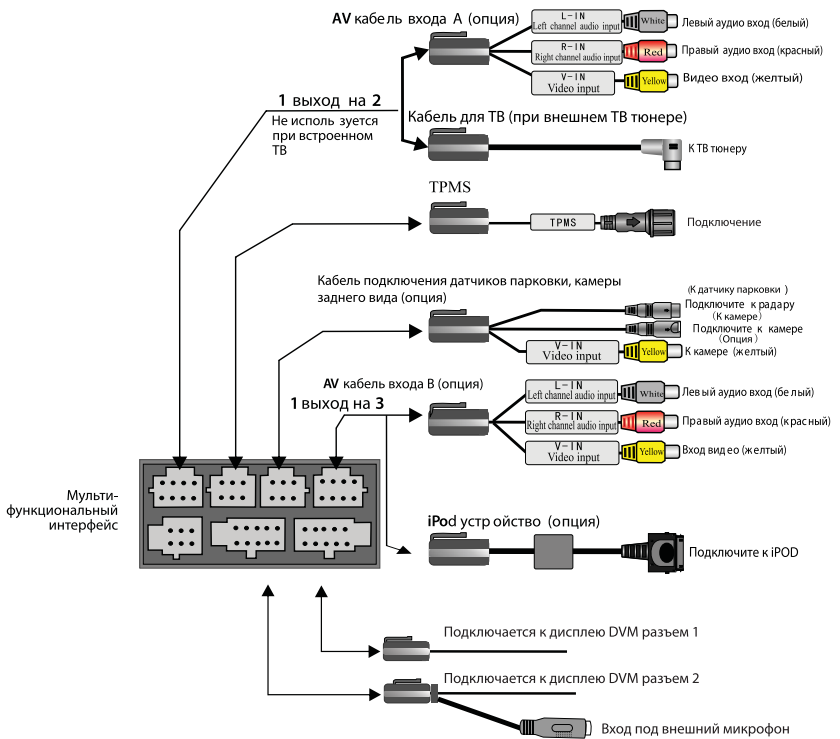 AV кабель входа A (опция)
L-IN
Left channel audio input
White
Левый аудио вход (белый)
R-IN
Right channel audio input
Red
Правый аудио вход (красный)
V-IN
Video input
Yellow
Видео вход (желтый)
1 выход на 2
Не исполь зуется
при встроенном
ТВ
Кабель для ТВ (при внешнем ТВ тюнере)
К ТВ тюнеру
TPMS
TPMS
Подключение
Кабель подключения датчиков парковки, камеры
заднего вида (опция)
(К датчику парковки )
Подключите к радару
(К камере)
Подключите к камере
(Опция)
V-IN
Video input
Yellow
К камере (желтый)
AV кабель входа B (опция)
1 выход на 3
L-IN
Left channel audio input
White
Левый аудио вход (бе лый)
R-IN
Right channel audio input
Red
Правый аудио вход (красный)
V-IN
Video input
Yellow
Вход видео (желтый)
Мульти-
функциональный
интерфейс
iPod устр ойство (опция)
Подключите к iPOD
Подключается к дисплею DVM разъем 1
Подключается к дисплею DVM разъем 2
Вход под внешний микрофон